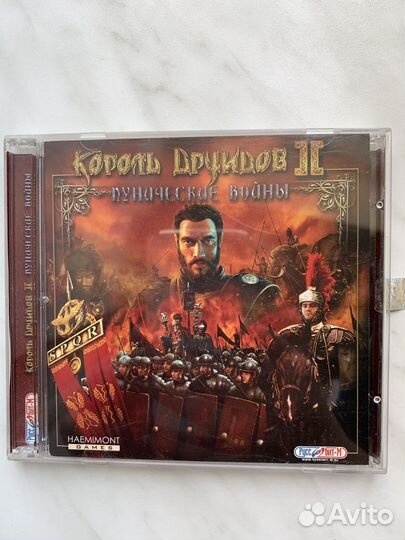 Король Друидов II
Пунические войны
Король Друидов II Пунические войны
SPQR
HAEMIMONT
GAMES
Руссобит-М
Avito